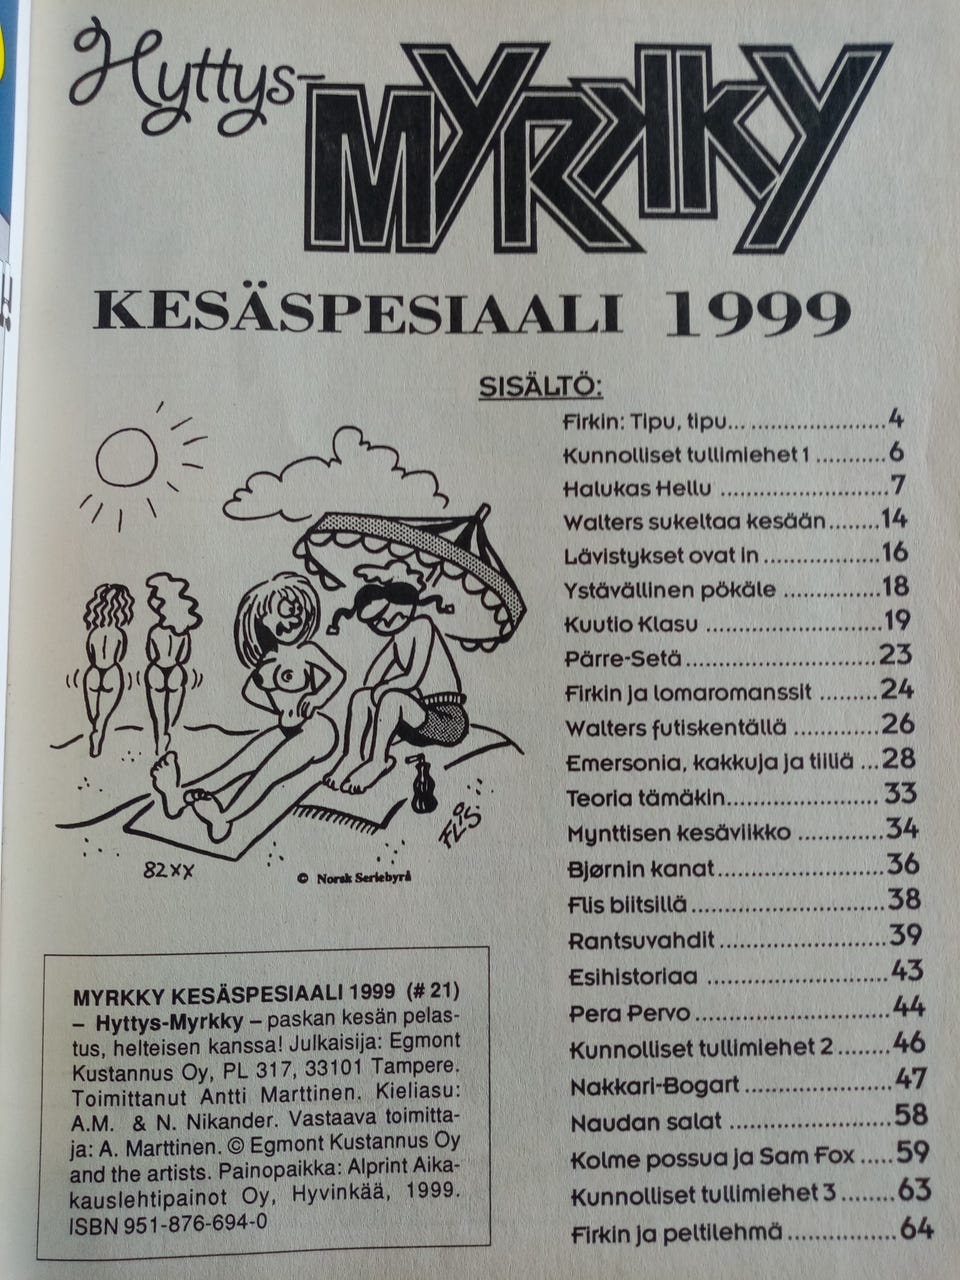 Hyttys-MYRKKY
KESÄSPESIAALI 1999
SISÄLTÖ:
Firkin: Tipu, tipu... ......................4
Kunnolliset tullimiehet 1 ...........6
Halukas Hellu ...........................7
Walters sukeltaa kesään........14
Lävistykset ovat in...................16
Ystävällinen pökäle ................18
Kuutio Klasu ............................19
Pärre-Setä..............................23
Firkin ja lomaromanssit .........24
Walters futiskentällä .............26
Emersonia, kakkuja ja tiiliä ...28
Teoria tämäkin.........................33
Mynttisen kesäviikko ..............34
Bjørnin kanat...........................36
Flis biitsillä...............................38
Rantsuvahdit...........................39
Esihistoriaa .............................43
Pera Pervo................................44
Kunnolliset tullimiehet 2........46
Nakkari-Bogart ........................47
Naudan salat ..........................58
Kolme possua ja Sam Fox .....59
Kunnolliset tullimiehet 3........63
Firkin ja peltilehmä.................64
FLIS
82XX
© Norsk Seriebyrå
MYRKKY KESÄSPESIAALI 1999 (# 21)
– Hyttys-Myrkky – paskan kesän pelas-
tus, helteisen kanssa! Julkaisija: Egmont
Kustannus Oy, PL 317, 33101 Tampere.
Toimittanut Antti Marttinen. Kieliasu:
A.M. & N. Nikander. Vastaava toimitta-
ja: A. Marttinen. © Egmont Kustannus Oy
and the artists. Painopaikka: Alprint Aika-
kauslehtipainot Oy, Hyvinkää, 1999.
ISBN 951-876-694-0